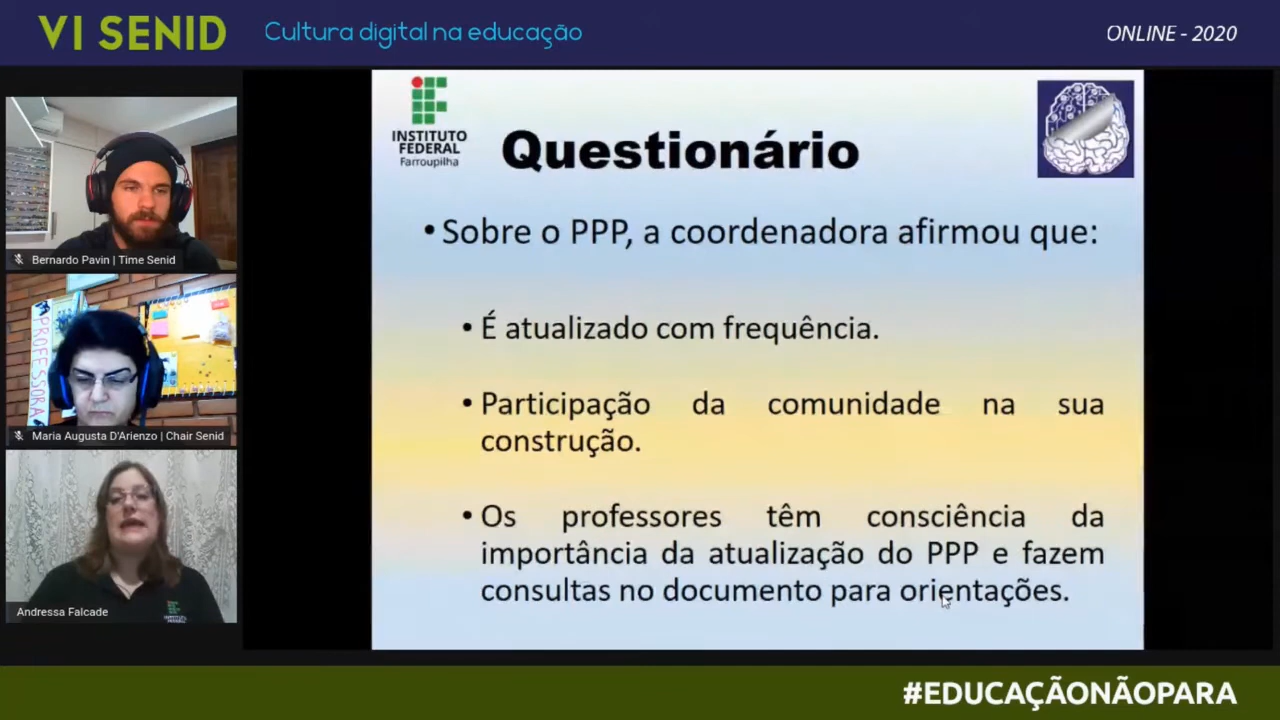 VI SENID
Cultura digital na educação
ONLINE - 2020
INSTITUTO
FEDERAL
Farroupilha
Questionário
• Sobre o PPP, a coordenadora afirmou que:
• É atualizado com frequência.
• Participação da comunidade na sua
construção.
• Os professores têm consciência da
importância da atualização do PPP e fazem
consultas no documento para orientações.
Bernardo Pavin | Time Senid
PROFESSORA
Maria Augusta D'Arienzo | Chair Senid
Andressa Falcade
#EDUCAÇÃONÃOPARA